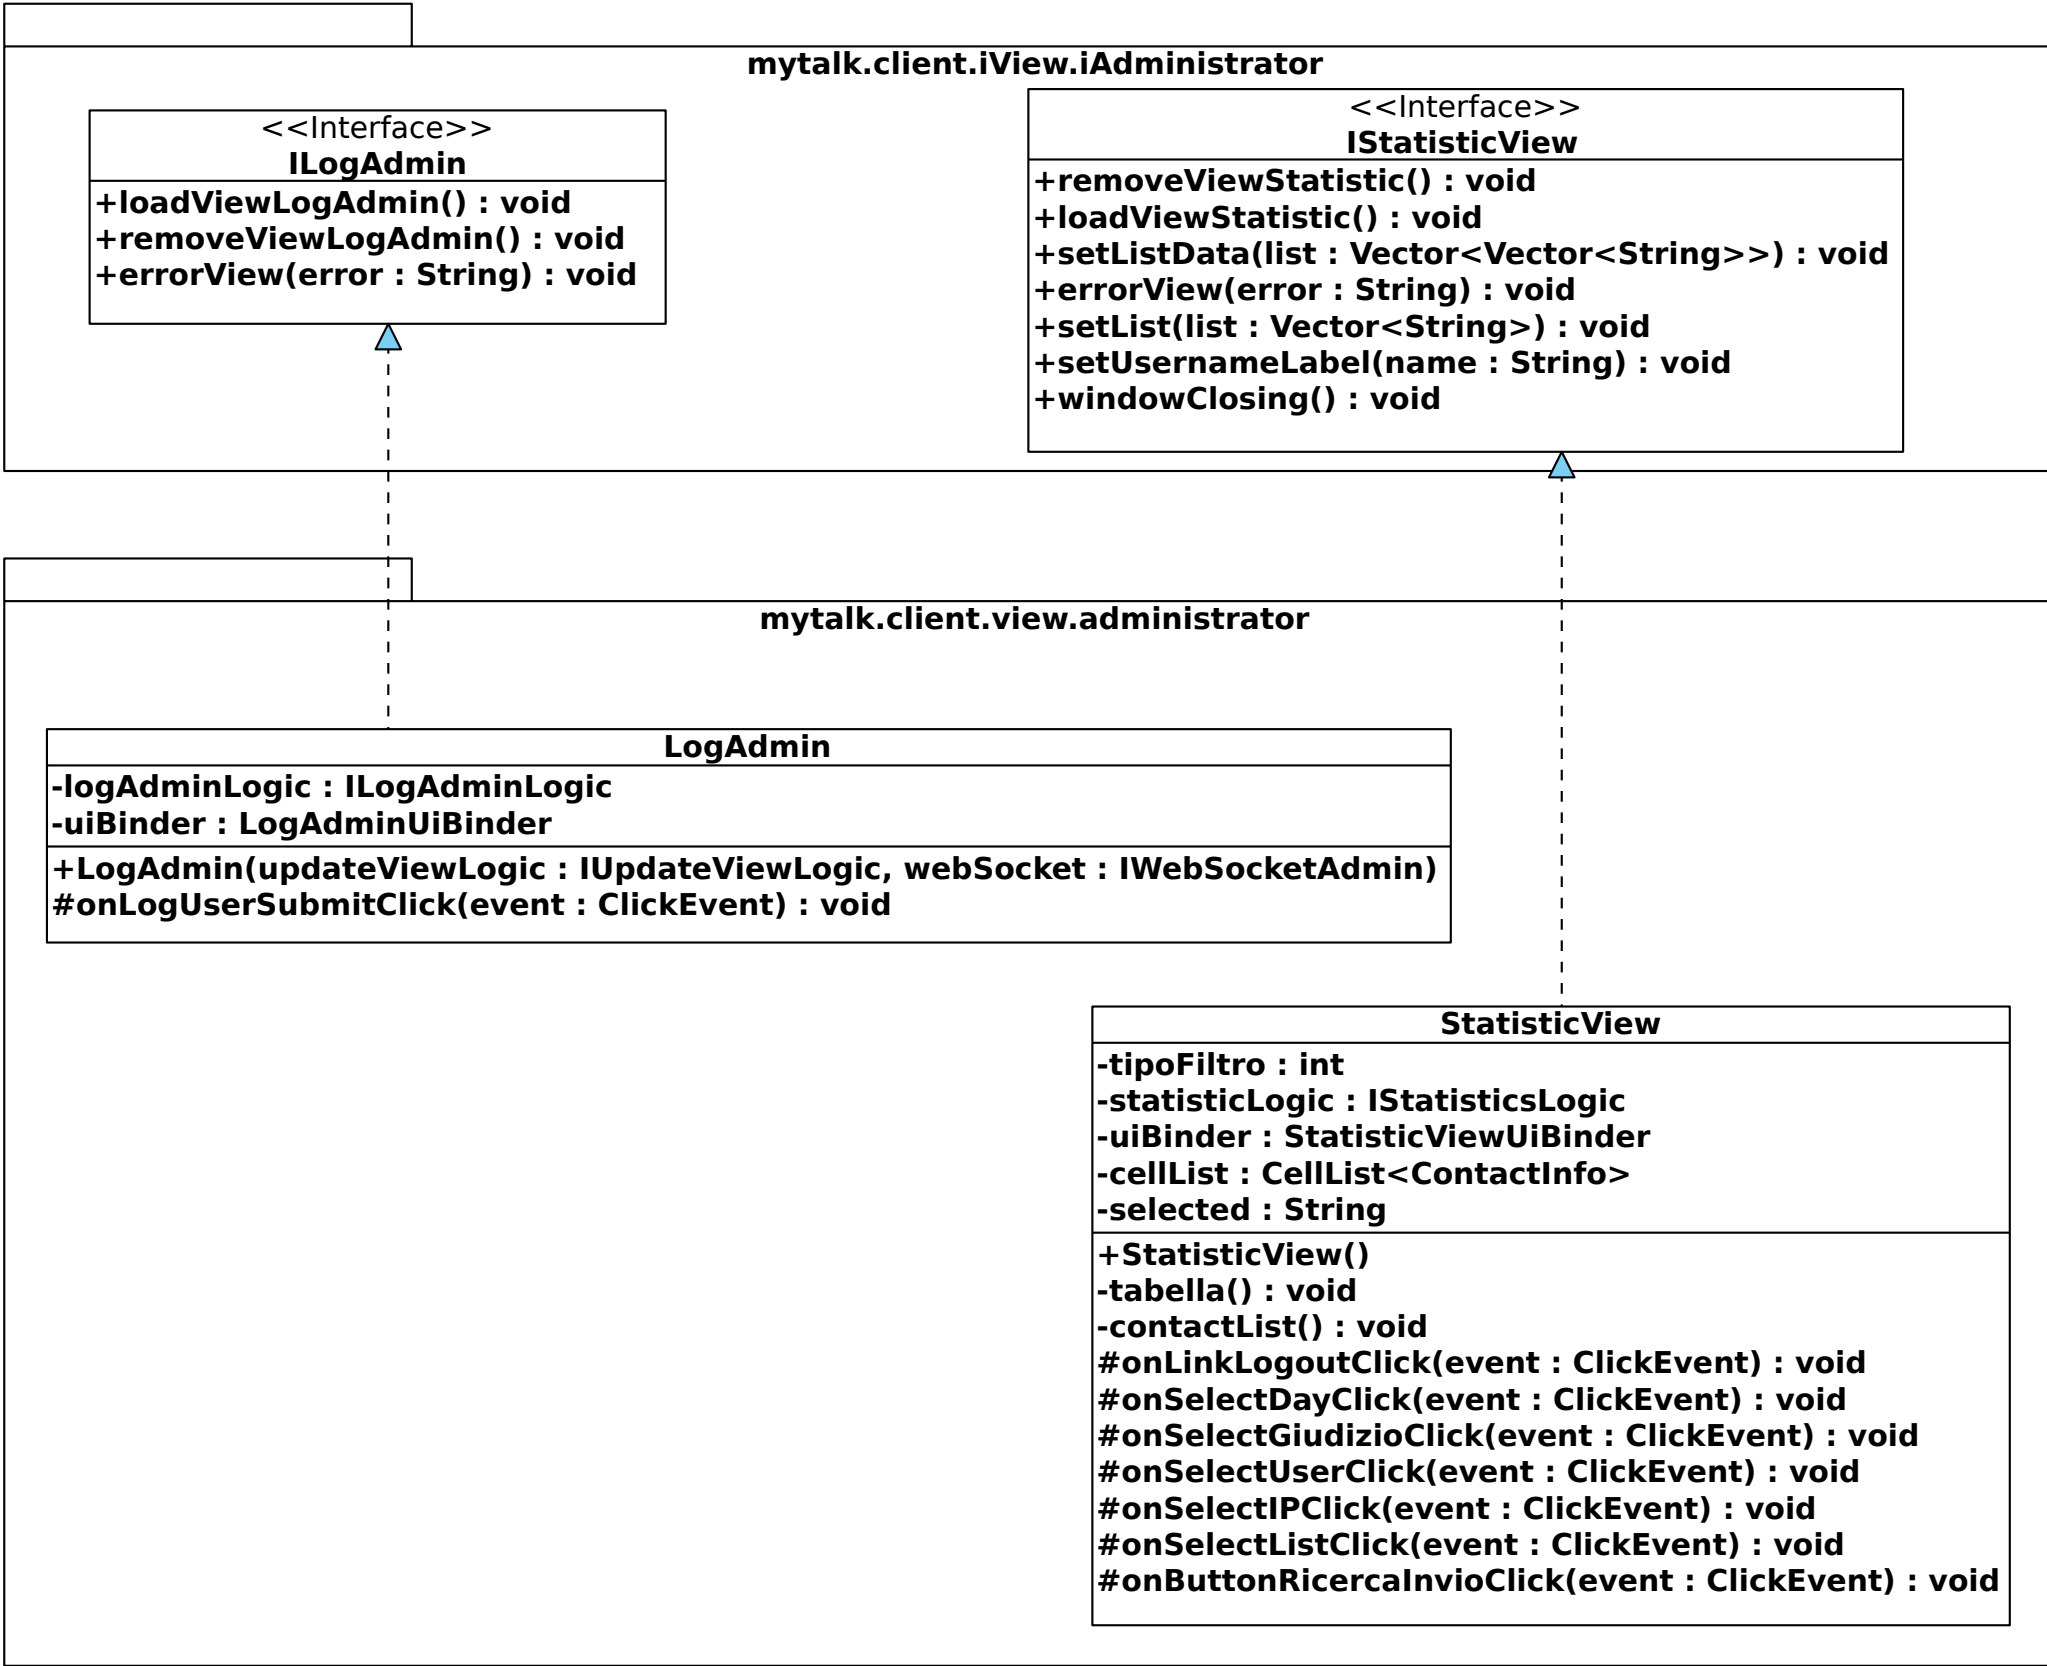 mytalk.client.iView.iAdministrator
<<Interface>>
ILogAdmin
+loadViewLogAdmin() : void
+removeViewLogAdmin() : void
+errorView(error : String) : void
<<Interface>>
IStatisticView
+removeViewStatistic() : void
+loadViewStatistic() : void
+setListData(list : Vector<Vector<String>>) : void
+errorView(error : String) : void
+setList(list : Vector<String>) : void
+setUsernameLabel(name : String) : void
+windowClosing() : void
mytalk.client.view.administrator
LogAdmin
-logAdminLogic : ILogAdminLogic
-uiBinder : LogAdminUiBinder
+LogAdmin(updateViewLogic : IUpdateViewLogic, webSocket : IWebSocketAdmin)
#onLogUserSubmitClick(event : ClickEvent) : void
StatisticView
-tipoFiltro : int
-statisticLogic : IStatisticsLogic
-uiBinder : StatisticViewUiBinder
-cellList : CellList<ContactInfo>
-selected : String
+StatisticView()
-tabella() : void
-contactList() : void
#onLinkLogoutClick(event : ClickEvent) : void
#onSelectDayClick(event : ClickEvent) : void
#onSelectGiudizioClick(event : ClickEvent) : void
#onSelectUserClick(event : ClickEvent) : void
#onSelectIPClick(event : ClickEvent) : void
#onSelectListClick(event : ClickEvent) : void
#onButtonRicercaInvioClick(event : ClickEvent) : void